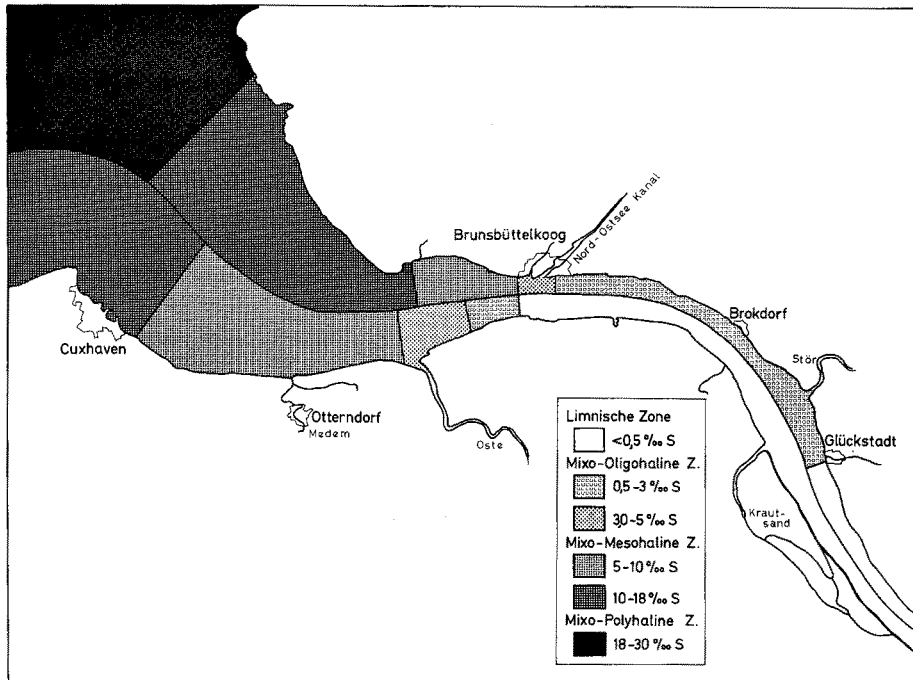 Brunsbüttelkoog
Nord-Ostsee Kanal
Brokdorf
Stör
Cuxhaven
Otterndorf
Medem
Oste
Glückstadt
Kraut-
sand
Limnische Zone
<0,5 ‰ S
Mixo-Oligohaline Z.
0,5-3 ‰ S
3,0-5 ‰ S
Mixo-Mesohaline Z.
5-10 ‰ S
10-18 ‰ S
Mixo-Polyhaline Z.
18-30 ‰ S